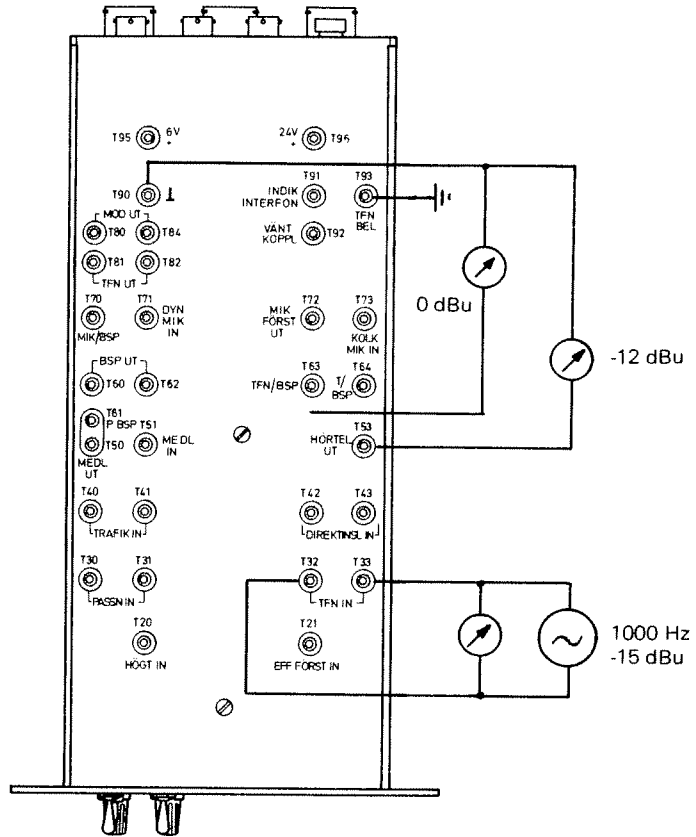 T95 6V +
24V + T96
T90 ⊥
T91
T93
INDIK
INTERFON
TFN
BEL
MOD UT
T80 T84
VÄNT
KOPPL T92
T81 T82
TFN UT
T70 T71
DYN
MIK
IN
MIK/BSP
T72 T73
MIK
FÖRST
UT
KOLK
MIK IN
0 dBu
-12 dBu
BSP UT
T60 T62
T63 T64
TFN/BSP
T/
BSP
T61
P BSP T51
T50
MEDL
IN
MEDL
UT
T53
HÖRTEL
UT
T40 T41
TRAFIK IN
T42 T43
DIREKTINSL IN
T30 T31
PASSN IN
T32 T33
TFN IN
T20
HÖGT IN
T21
EFF FÖRST IN
1000 Hz
-15 dBu